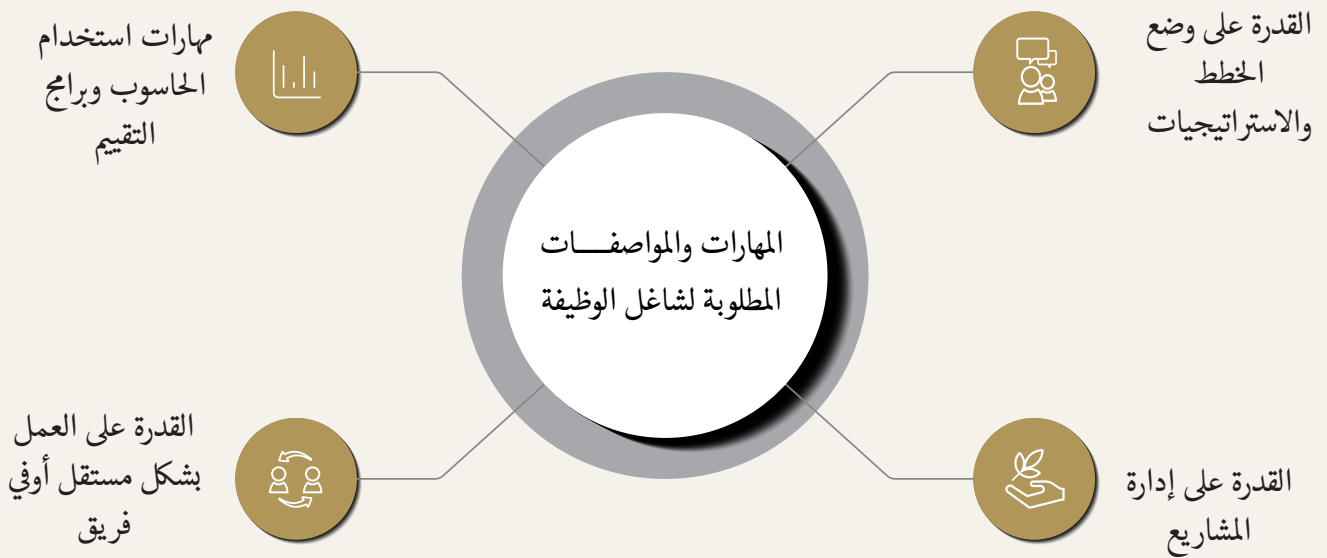 القدرة على وضع
الخطط
والاستراتيجيات
مهارات استخدام
الحاسوب وبرامج
التقييم
المهارات والمواصفـــات
المطلوبة لشاغل الوظيفة
القدرة على إدارة
المشاريع
القدرة على العمل
بشكل مستقل أوفي
فريق